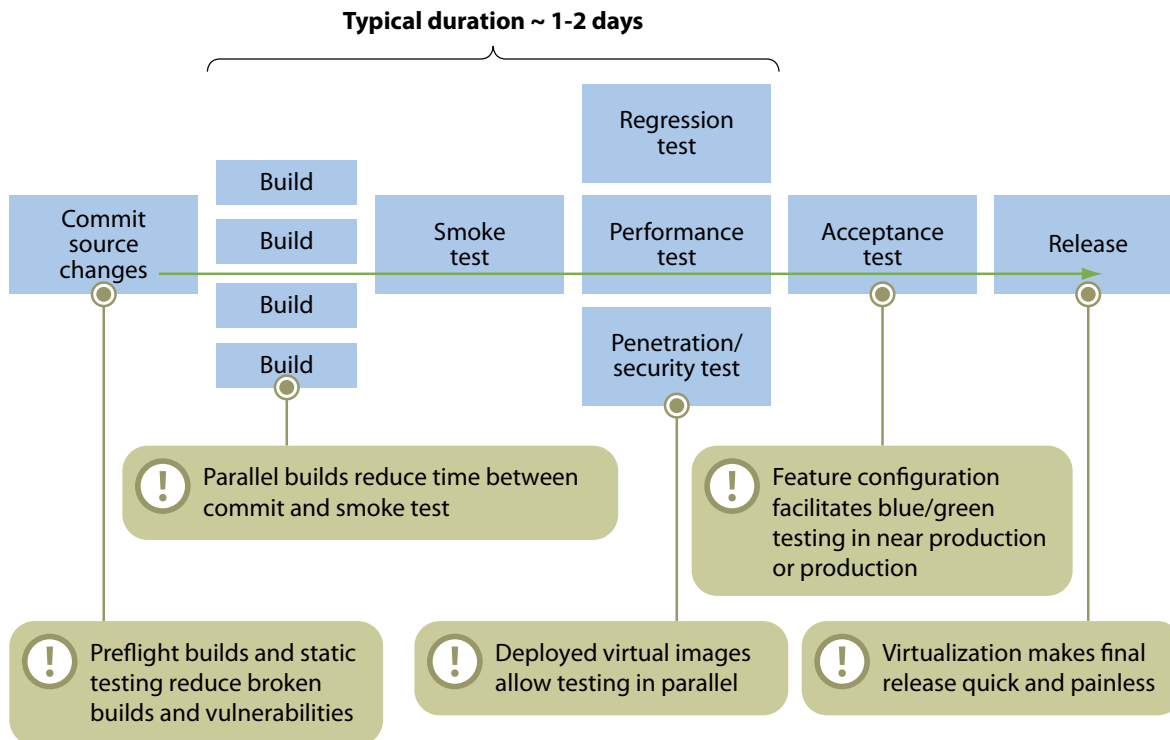 Typical duration ~ 1-2 days
Regression
test
Build
Commit
source
changes
Build
Smoke
test
Performance
test
Acceptance
test
Release
Build
Penetration/
security test
Build
! Parallel builds reduce time between
commit and smoke test
! Feature configuration
facilitates blue/green
testing in near production
or production
! Preflight builds and static
testing reduce broken
builds and vulnerabilities
! Deployed virtual images
allow testing in parallel
! Virtualization makes final
release quick and painless